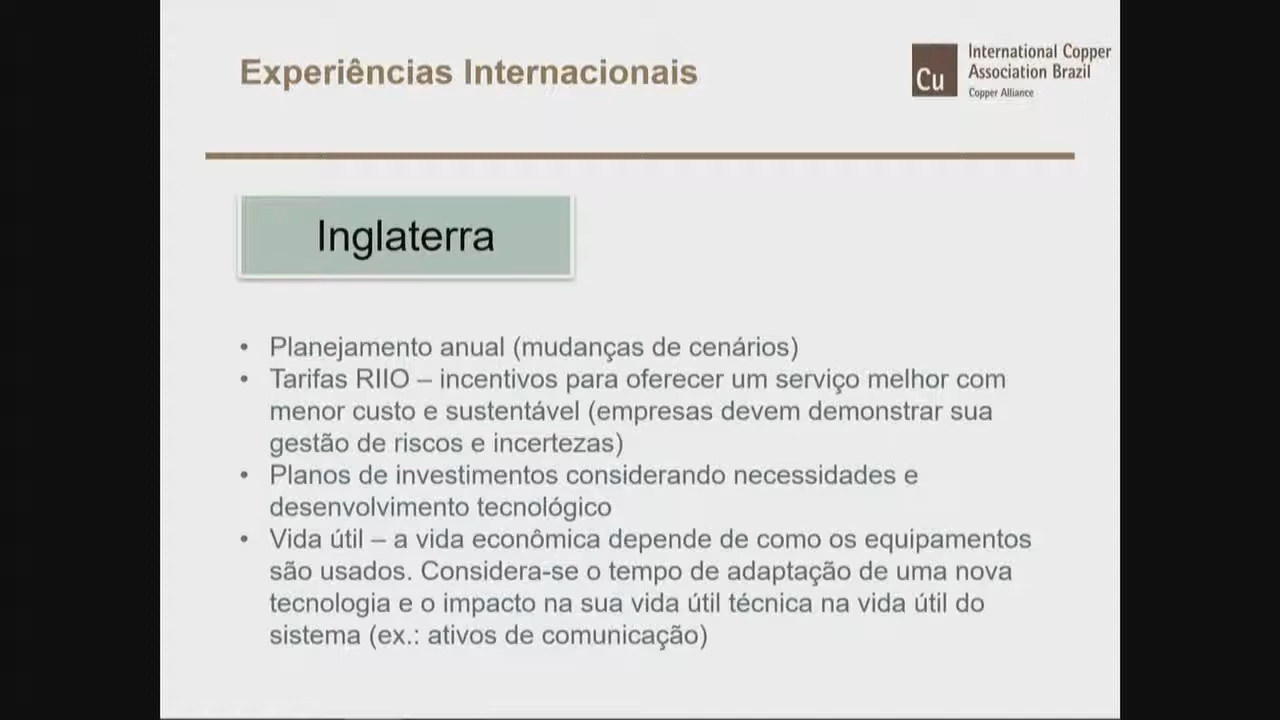 Experiências Internacionais
Cu
International Copper
Association Brazil
Copper Alliance
Inglaterra
• Planejamento anual (mudanças de cenários)
• Tarifas RIIO – incentivos para oferecer um serviço melhor com
menor custo e sustentável (empresas devem demonstrar sua
gestão de riscos e incertezas)
• Planos de investimentos considerando necessidades e
desenvolvimento tecnológico
• Vida útil – a vida econômica depende de como os equipamentos
são usados. Considera-se o tempo de adaptação de uma nova
tecnologia e o impacto na sua vida útil técnica na vida útil do
sistema (ex.: ativos de comunicação)